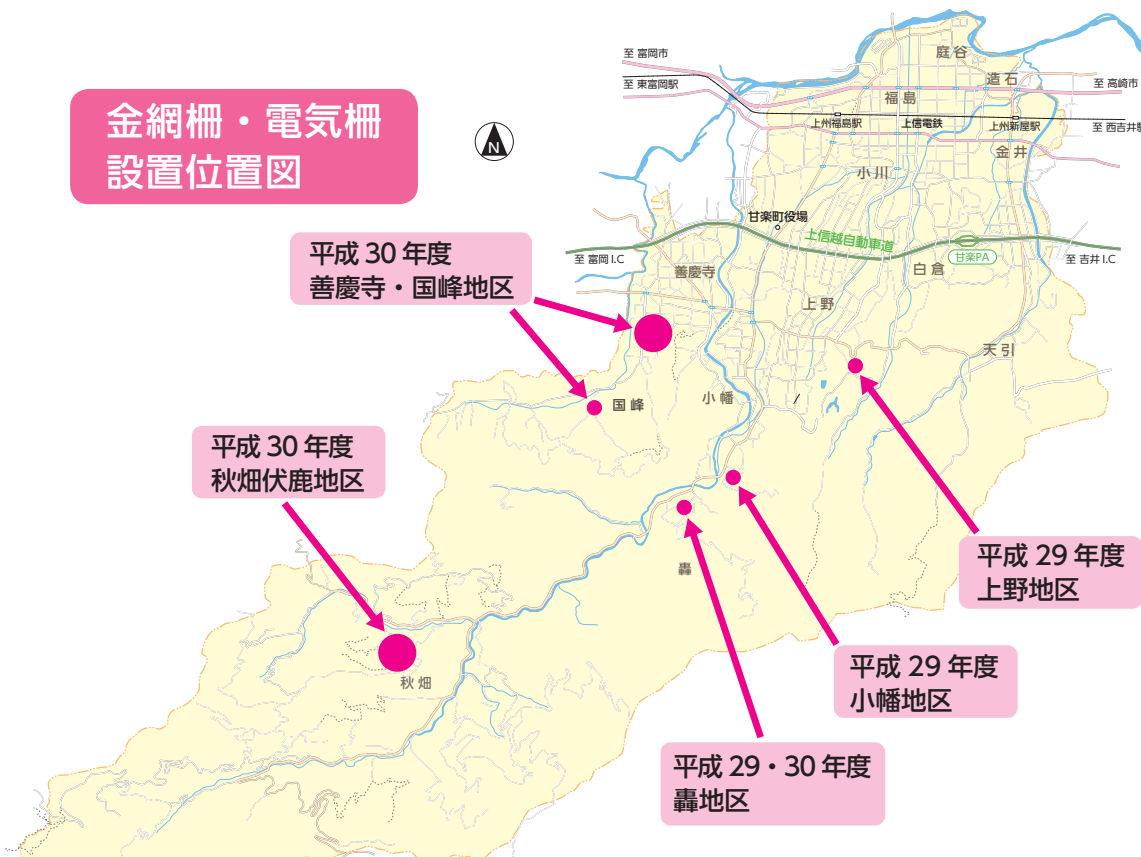 金網柵・電気柵
設置位置図
N
至 富岡市
至 東富岡駅
庭谷
造石
至 高崎市
福島
上州福島駅
上信電鉄
上州新屋駅
至 西吉井駅
金井
小川
甘楽町役場
上信越自動車道
至 富岡 I.C
甘楽PA
至 吉井 I.C
白倉
善慶寺
上野
天引
平成 30 年度
善慶寺・国峰地区
国峰
小幡
平成 30 年度
秋畑伏鹿地区
轟
秋畑
平成 29 年度
上野地区
平成 29 年度
小幡地区
平成 29・30 年度
轟地区